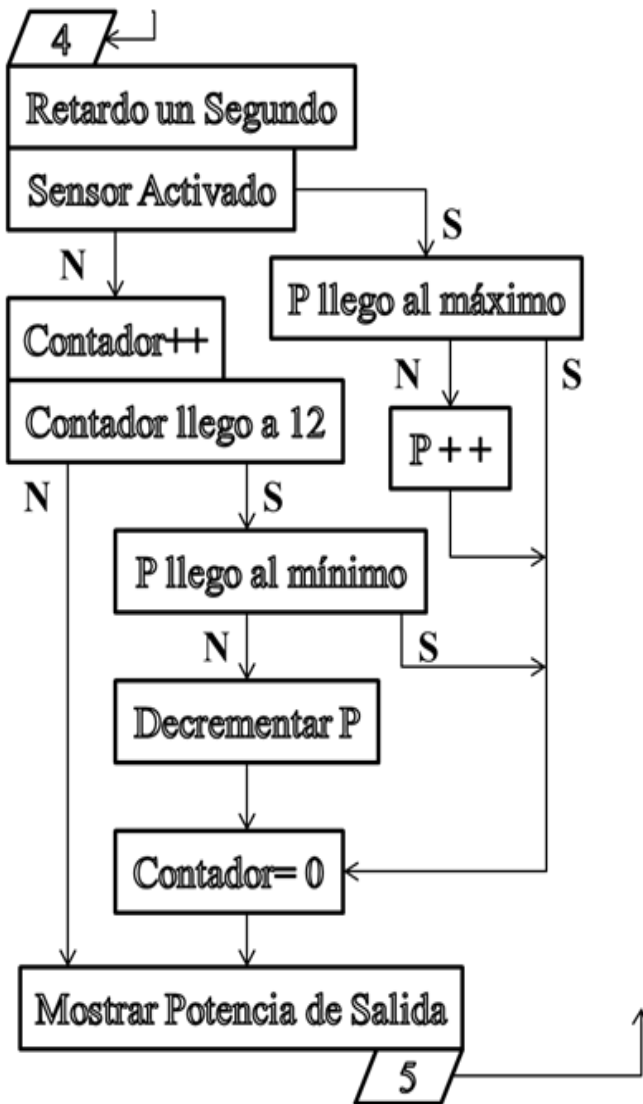 4
Retardo un Segundo
Sensor Activado
S
N
P llego al máximo
Contador++
N
S
Contador llego a 12
P++
N
S
P llego al mínimo
N
S
Decrementar P
Contador= 0
Mostrar Potencia de Salida
5